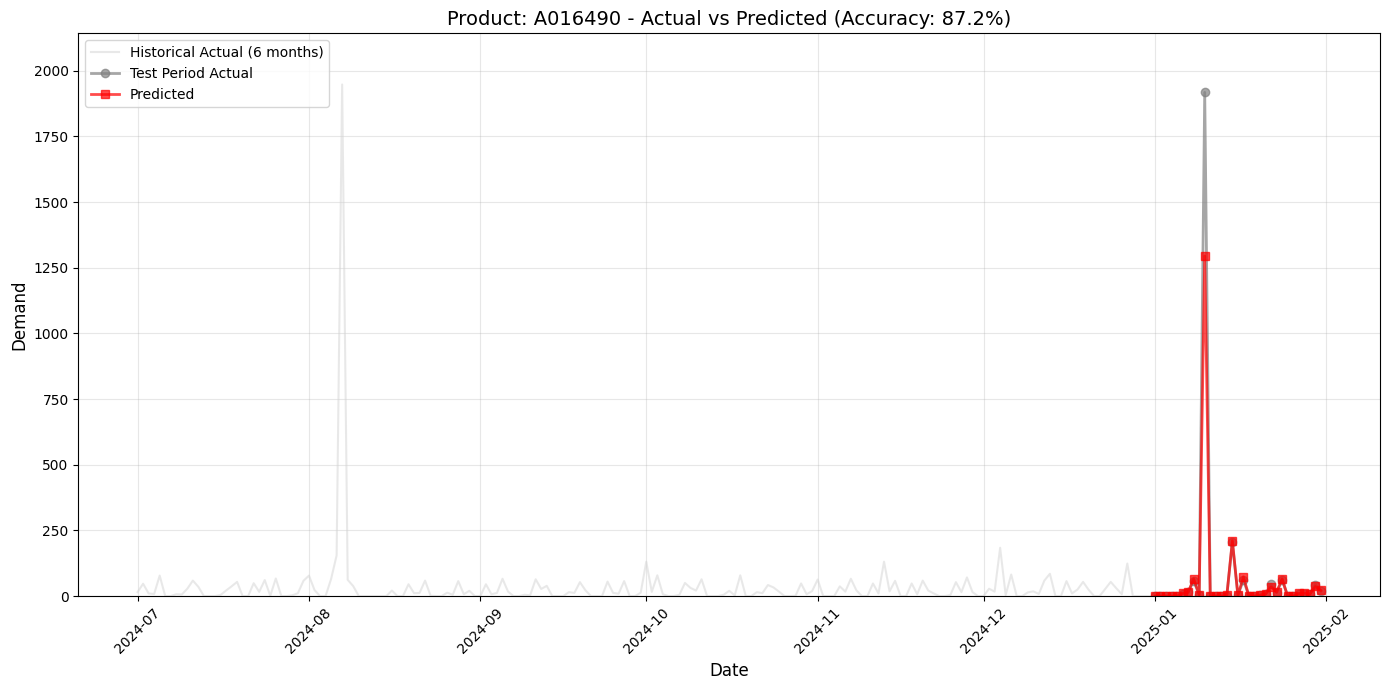 Product: A016490 - Actual vs Predicted (Accuracy: 87.2%)
Historical Actual (6 months)
Test Period Actual
Predicted
Demand
2000
1750
1500
1250
1000
750
500
250
0
2024-07
2024-08
2024-09
2024-10
2024-11
2024-12
2025-01
2025-02
Date